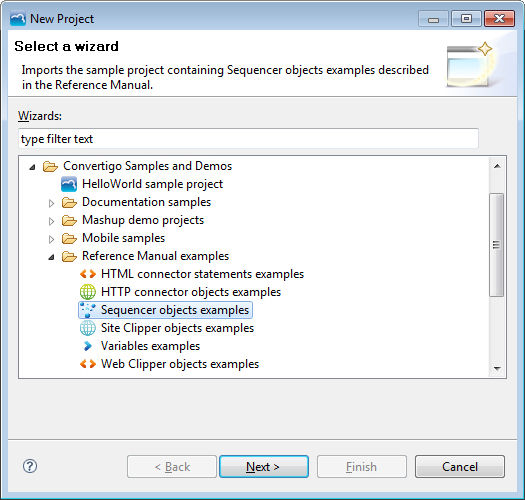 New Project
Select a wizard
Imports the sample project containing Sequencer objects examples described
in the Reference Manual.
Wizards:
type filter text
Convertigo Samples and Demos
HelloWorld sample project
Documentation samples
Mashup demo projects
Mobile samples
Reference Manual examples
HTML connector statements examples
HTTP connector objects examples
Sequencer objects examples
Site Clipper objects examples
Variables examples
Web Clipper objects examples
?
< Back
Next >
Finish
Cancel